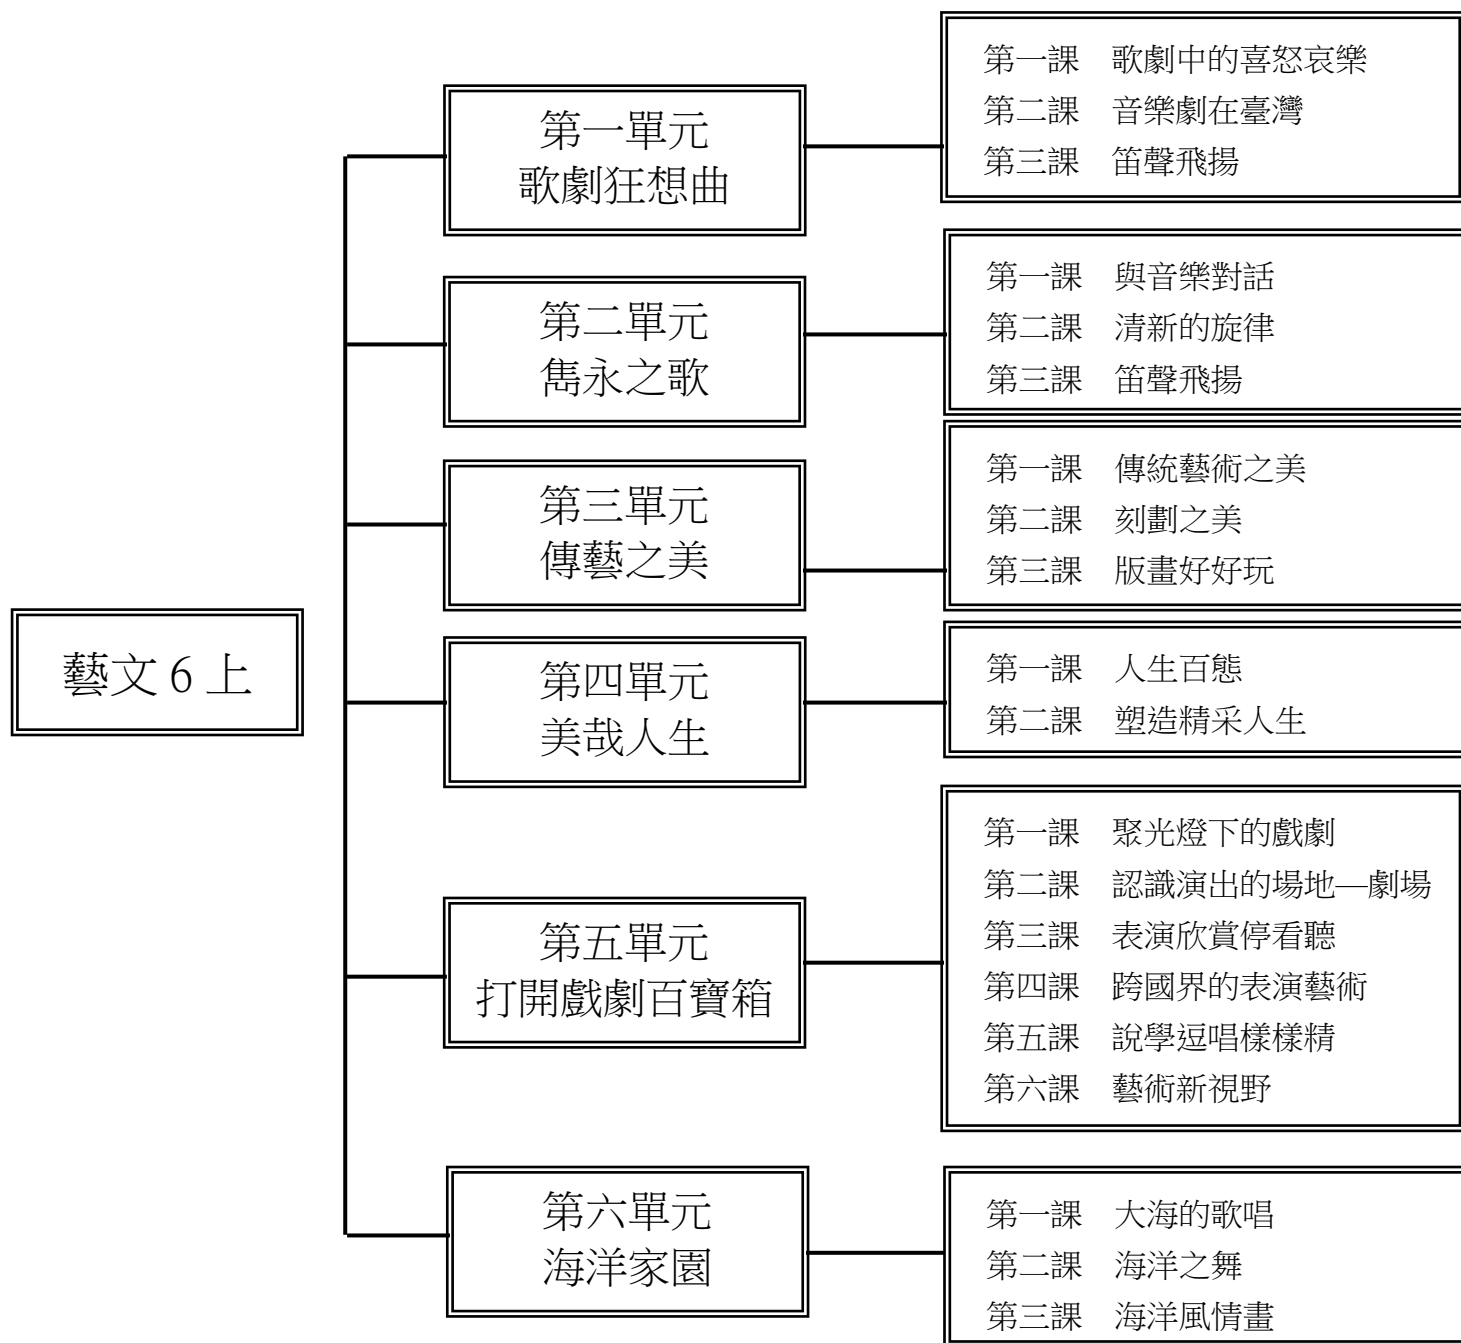 藝文 6 上
第一單元
歌劇狂想曲
第一課　歌劇中的喜怒哀樂
第二課　音樂劇在臺灣
第三課　笛聲飛揚
第二單元
雋永之歌
第一課　與音樂對話
第二課　清新的旋律
第三課　笛聲飛揚
第三單元
傳藝之美
第一課　傳統藝術之美
第二課　刻劃之美
第三課　版畫好好玩
第四單元
美哉人生
第一課　人生百態
第二課　塑造精采人生
第五單元
打開戲劇百寶箱
第一課　聚光燈下的戲劇
第二課　認識演出的場地—劇場
第三課　表演欣賞停看聽
第四課　跨國界的表演藝術
第五課　說學逗唱樣樣精
第六課　藝術新視野
第六單元
海洋家園
第一課　大海的歌唱
第二課　海洋之舞
第三課　海洋風情畫